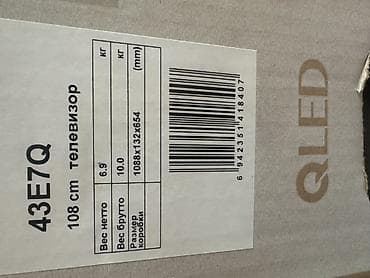 43E7Q
108 cm телевизор
Вес нетто кг 6.9
Вес брутто кг 10.0
Размер коробки (mm) 1088x132x654
6 942351 418407
QLED